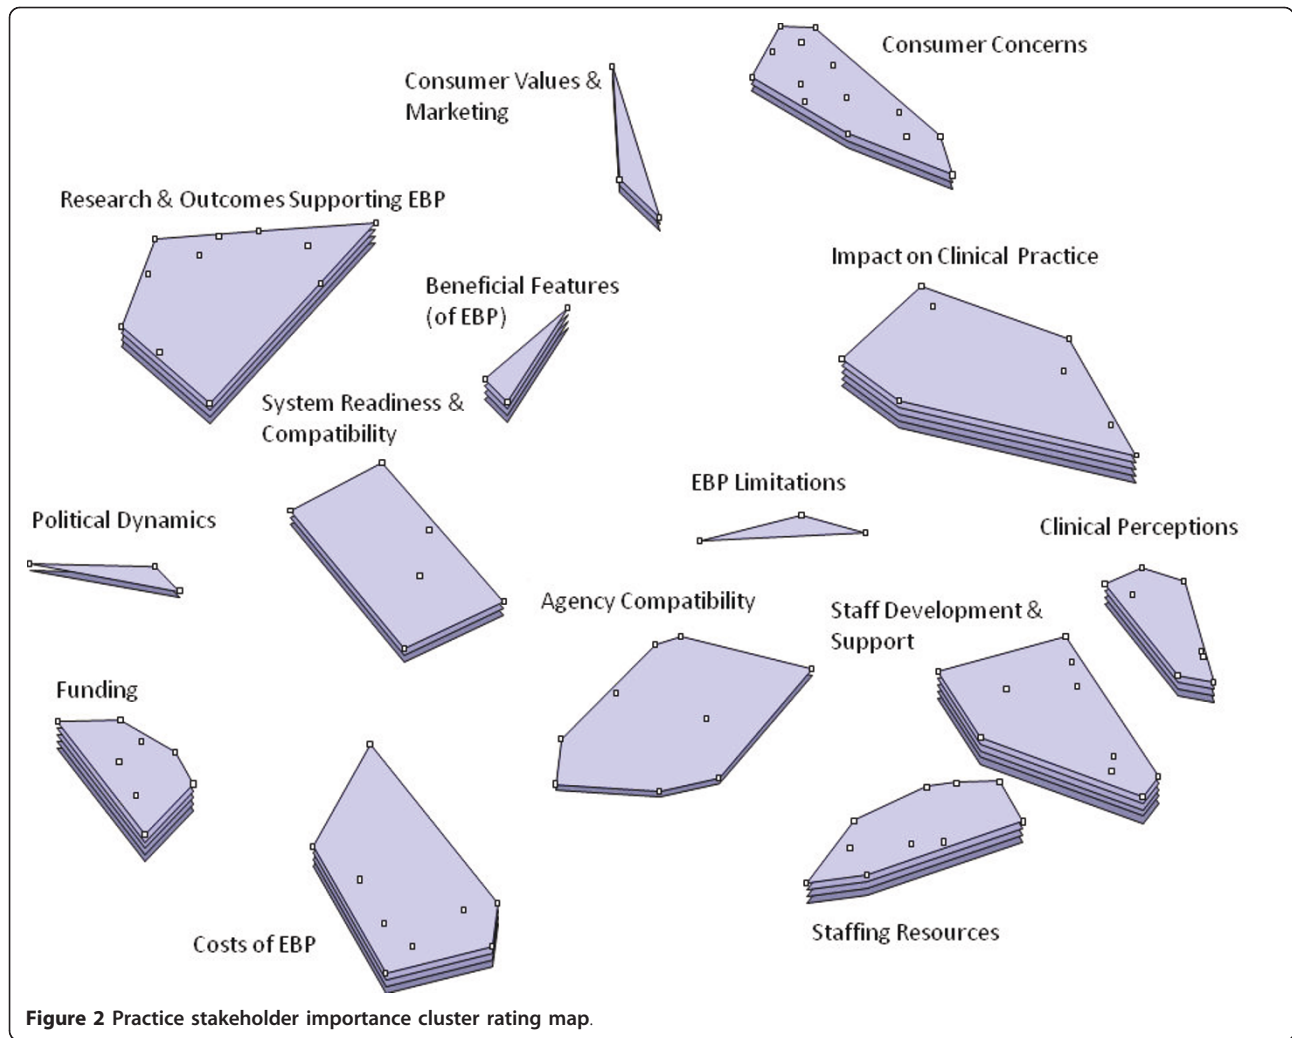 Consumer Concerns
Consumer Values &
Marketing
Research & Outcomes Supporting EBP
Impact on Clinical Practice
Beneficial Features
(of EBP)
System Readiness &
Compatibility
EBP Limitations
Political Dynamics
Clinical Perceptions
Agency Compatibility
Staff Development &
Support
Funding
Costs of EBP
Staffing Resources
Figure 2 Practice stakeholder importance cluster rating map.